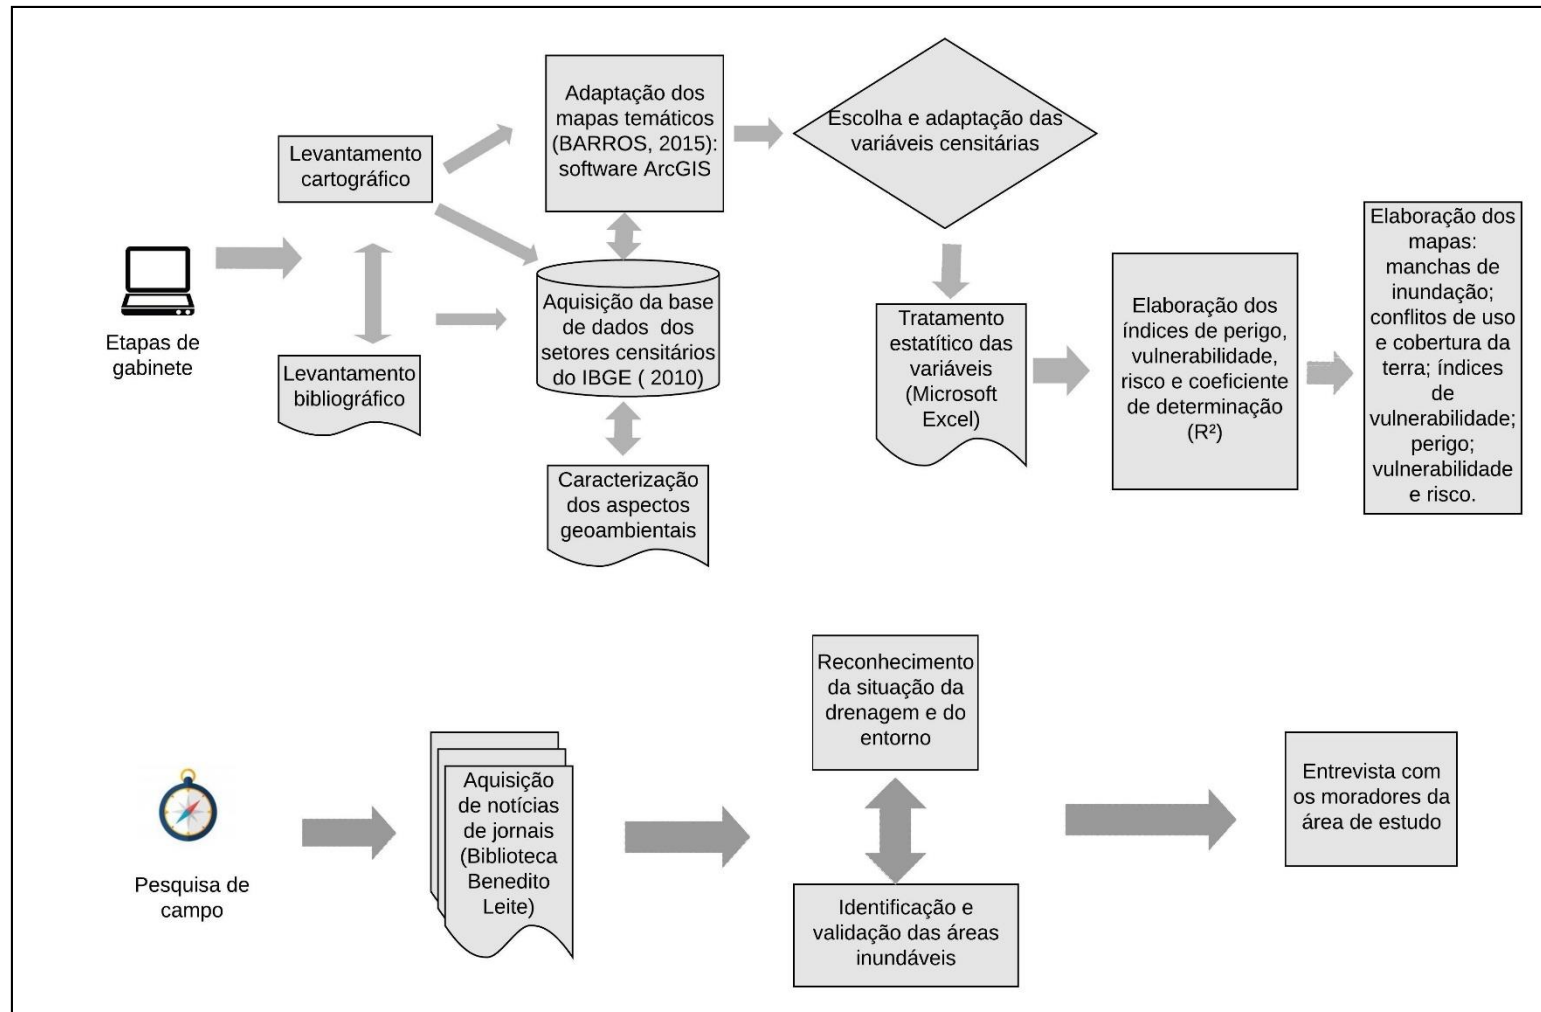 Etapas de
gabinete
Levantamento
cartográfico
Levantamento
bibliográfico
Adaptação dos
mapas temáticos
(BARROS, 2015):
software ArcGIS
Aquisição da base
de dados dos
setores censitários
do IBGE ( 2010)
Caracterização
dos aspectos
geoambientais
Escolha e adaptação das
variáveis censitárias
Tratamento
estatítico das
variáveis
(Microsoft
Excel)
Elaboração dos
índices de perigo,
vulnerabilidade,
risco e coeficiente
de determinação
(R²)
Elaboração dos
mapas:
manchas de
inundação;
conflitos de uso
e cobertura da
terra; índices
de
vulnerabilidade;
perigo;
vulnerabilidade
e risco.
Pesquisa de
campo
Aquisição
de notícias
de jornais
(Biblioteca
Benedito
Leite)
Reconhecimento
da situação da
drenagem e do
entorno
Identificação e
validação das áreas
inundáveis
Entrevista com
os moradores da
área de estudo